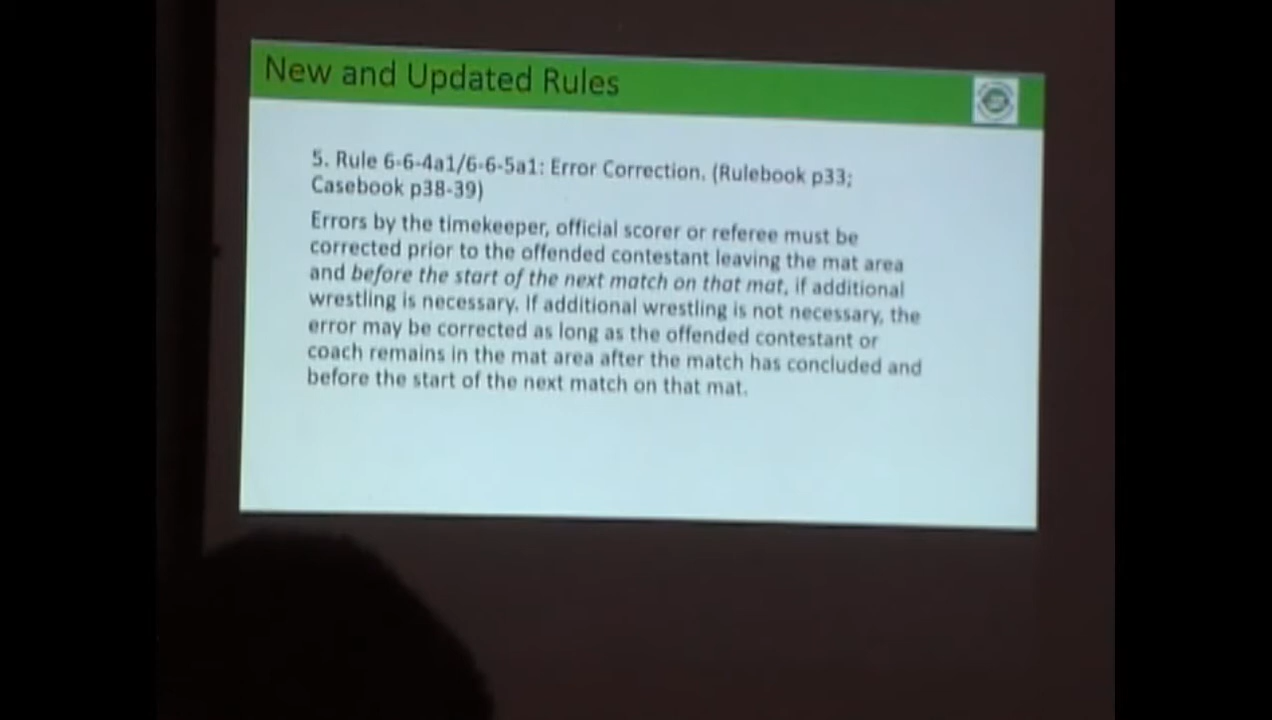 New and Updated Rules
5. Rule 6-6-4a1/6-6-5a1: Error Correction. (Rulebook p33;
Casebook p38-39)
Errors by the timekeeper, official scorer or referee must be
corrected prior to the offended contestant leaving the mat area
and before the start of the next match on that mat, if additional
wrestling is necessary. If additional wrestling is not necessary, the
error may be corrected as long as the offended contestant or
coach remains in the mat area after the match has concluded and
before the start of the next match on that mat.